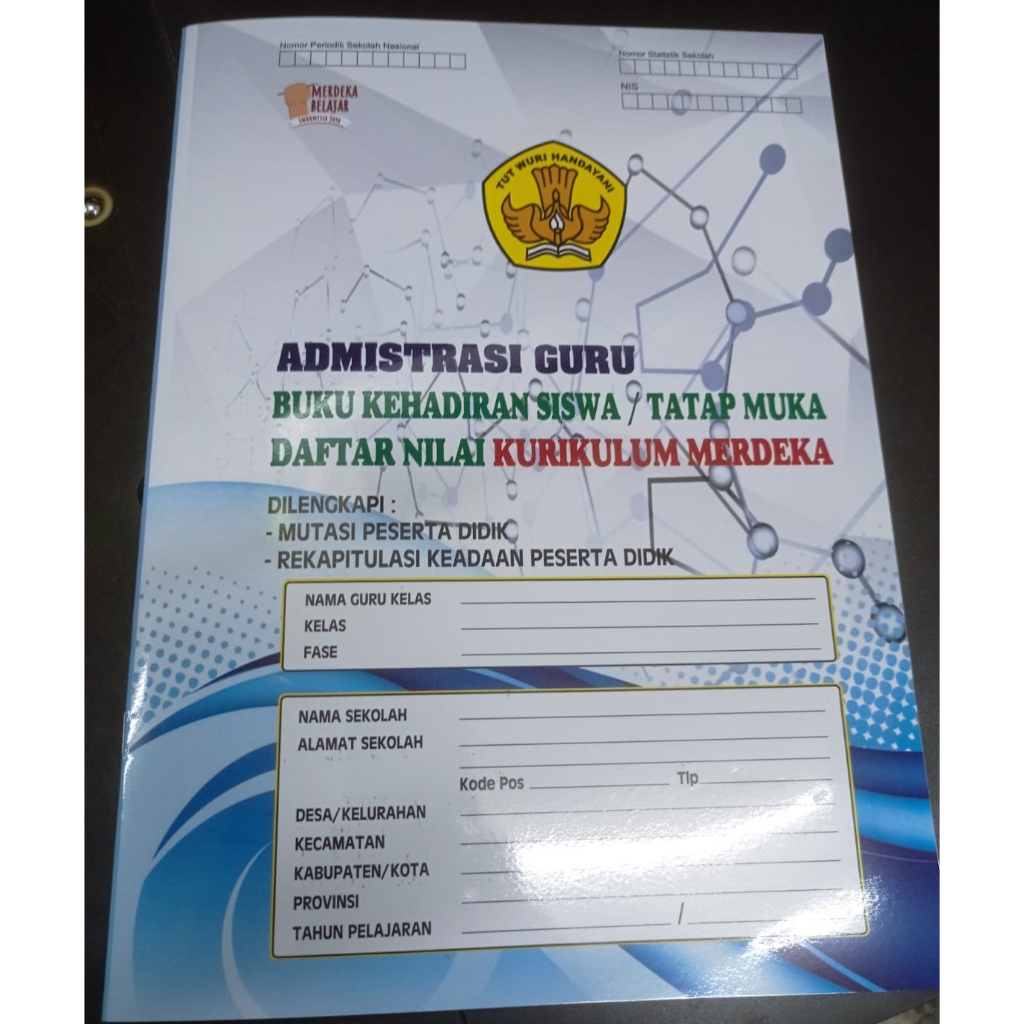 Nomor Periodik Sekolah Nasional
Nomor Statistik Sekolah
NIS
MERDEKA
BELAJAR
INDONESIA JAYA
TUT WURI HANDAYANI
ADMISTRASI GURU
BUKU KEHADIRAN SISWA / TATAP MUKA
DAFTAR NILAI KURIKULUM MERDEKA
DILENGKAPI :
- MUTASI PESERTA DIDIK
- REKAPITULASI KEADAAN PESERTA DIDIK
NAMA GURU KELAS
KELAS
FASE
NAMA SEKOLAH
ALAMAT SEKOLAH
Kode Pos Tlp
DESA/KELURAHAN
KECAMATAN
KABUPATEN/KOTA
PROVINSI
TAHUN PELAJARAN /